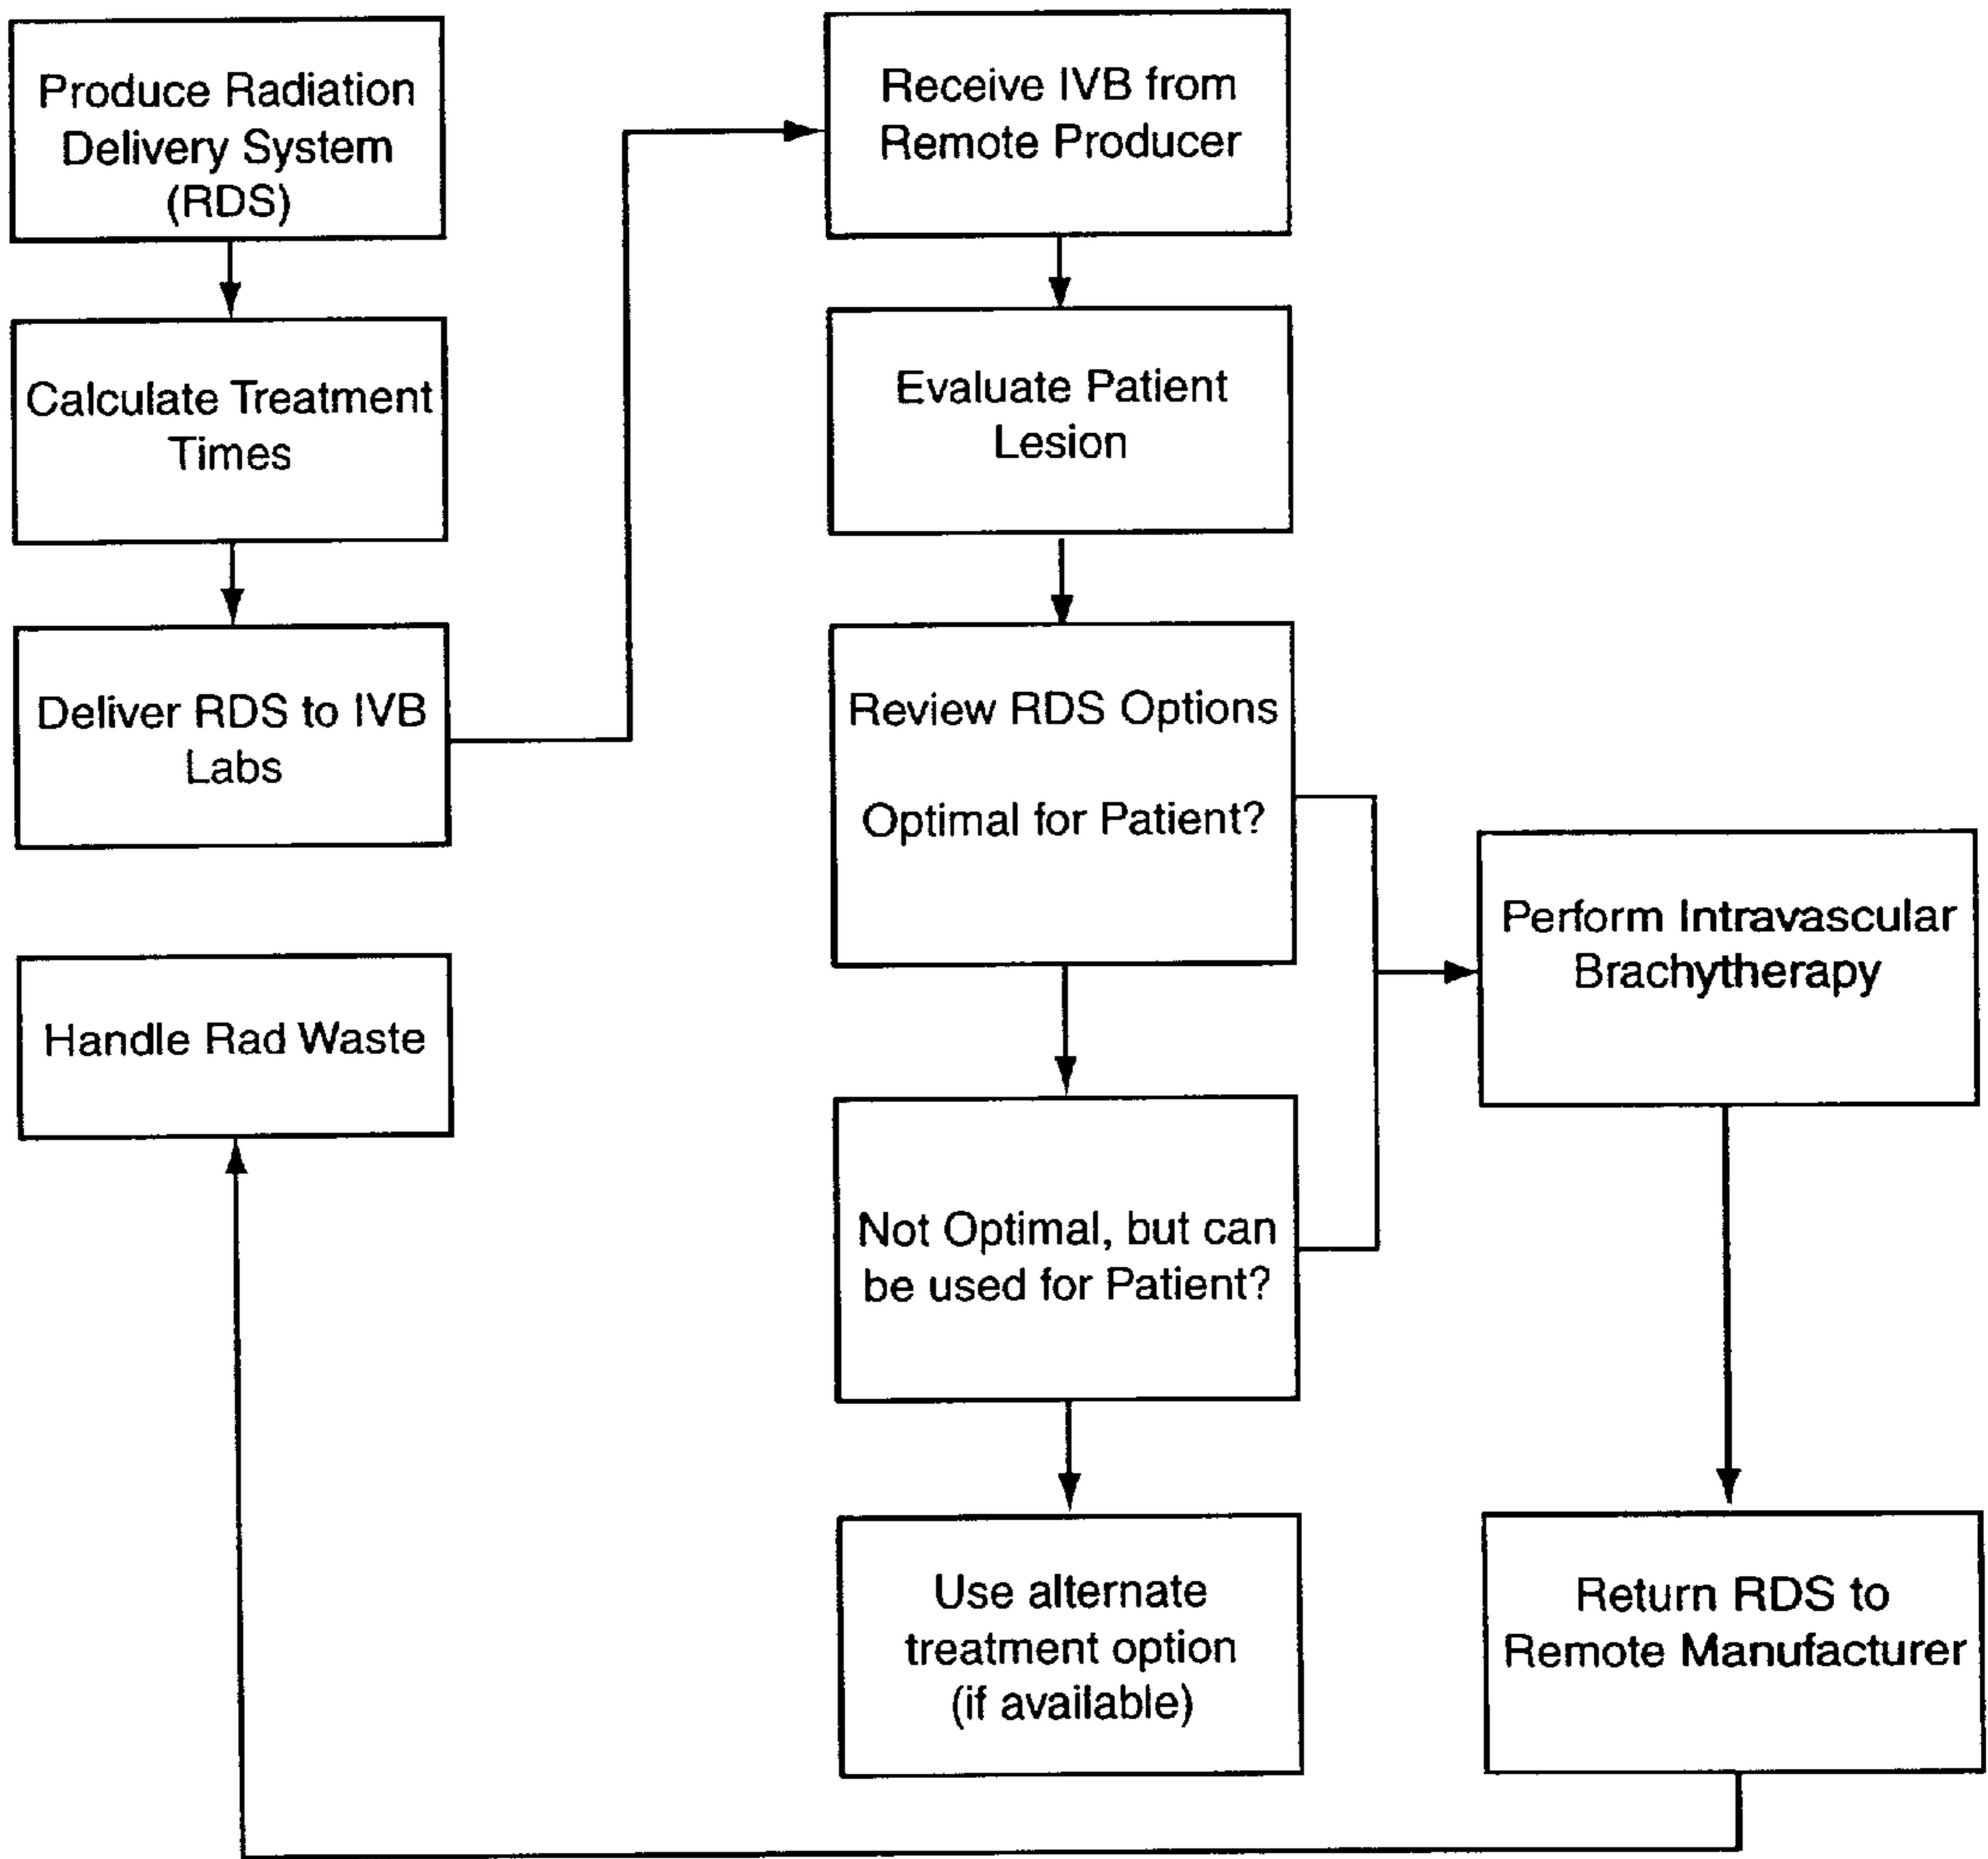 Produce Radiation
Delivery System
(RDS)
Calculate Treatment
Times
Deliver RDS to IVB
Labs
Handle Rad Waste
Receive IVB from
Remote Producer
Evaluate Patient
Lesion
Review RDS Options
Optimal for Patient?
Not Optimal, but can
be used for Patient?
Use alternate
treatment option
(if available)
Perform Intravascular
Brachytherapy
Return RDS to
Remote Manufacturer